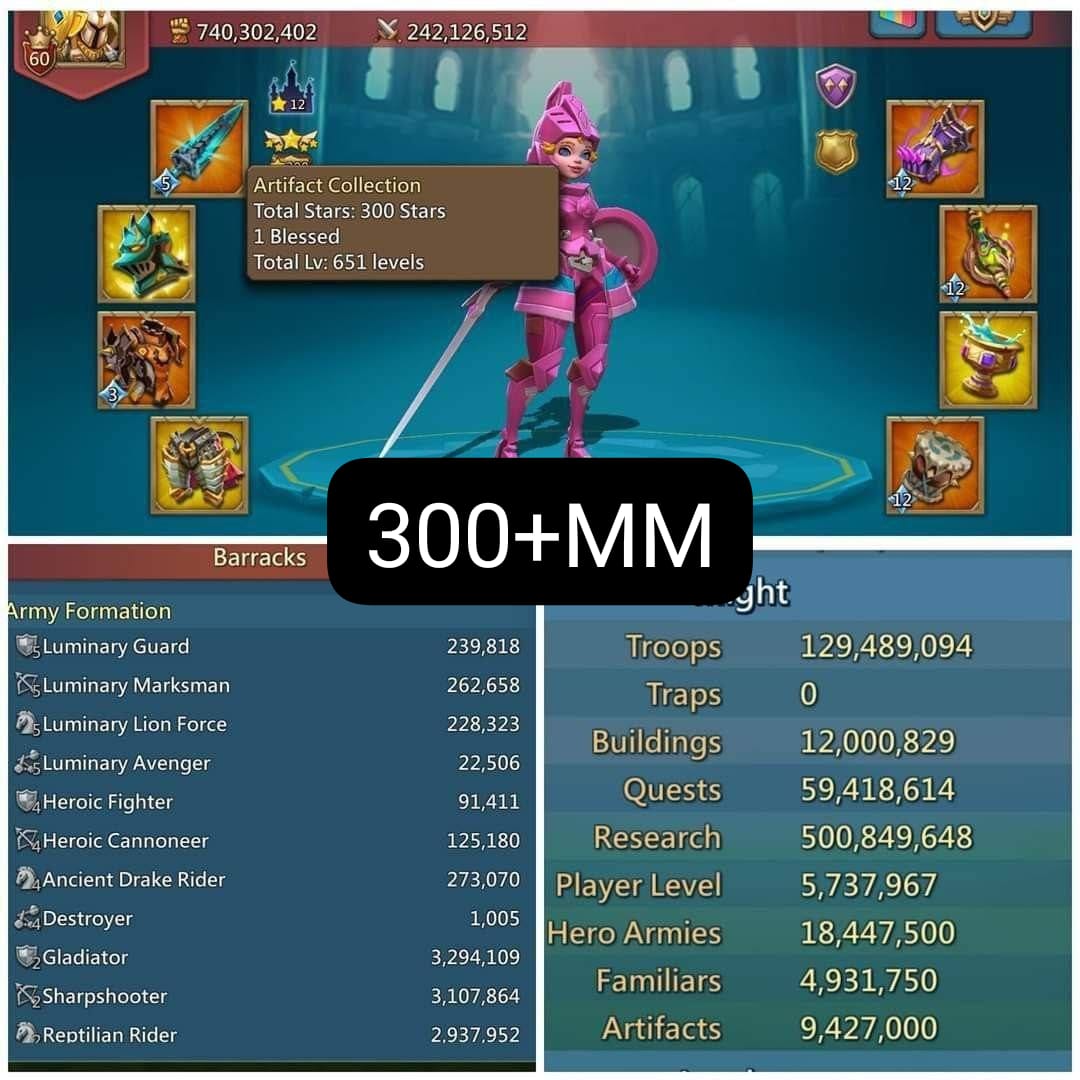 740,302,402
242,126,512
60
12
5
12
Artifact Collection
Total Stars: 300 Stars
1 Blessed
Total Lv: 651 levels
12
3
12
300+MM
Barracks
Army Formation
5 Luminary Guard 239,818
5 Luminary Marksman 262,658
5 Luminary Lion Force 228,323
5 Luminary Avenger 22,506
4 Heroic Fighter 91,411
4 Heroic Cannoneer 125,180
4 Ancient Drake Rider 273,070
4 Destroyer 1,005
2 Gladiator 3,294,109
2 Sharpshooter 3,107,864
2 Reptilian Rider 2,937,952
Troops 129,489,094
Traps 0
Buildings 12,000,829
Quests 59,418,614
Research 500,849,648
Player Level 5,737,967
Hero Armies 18,447,500
Familiars 4,931,750
Artifacts 9,427,000